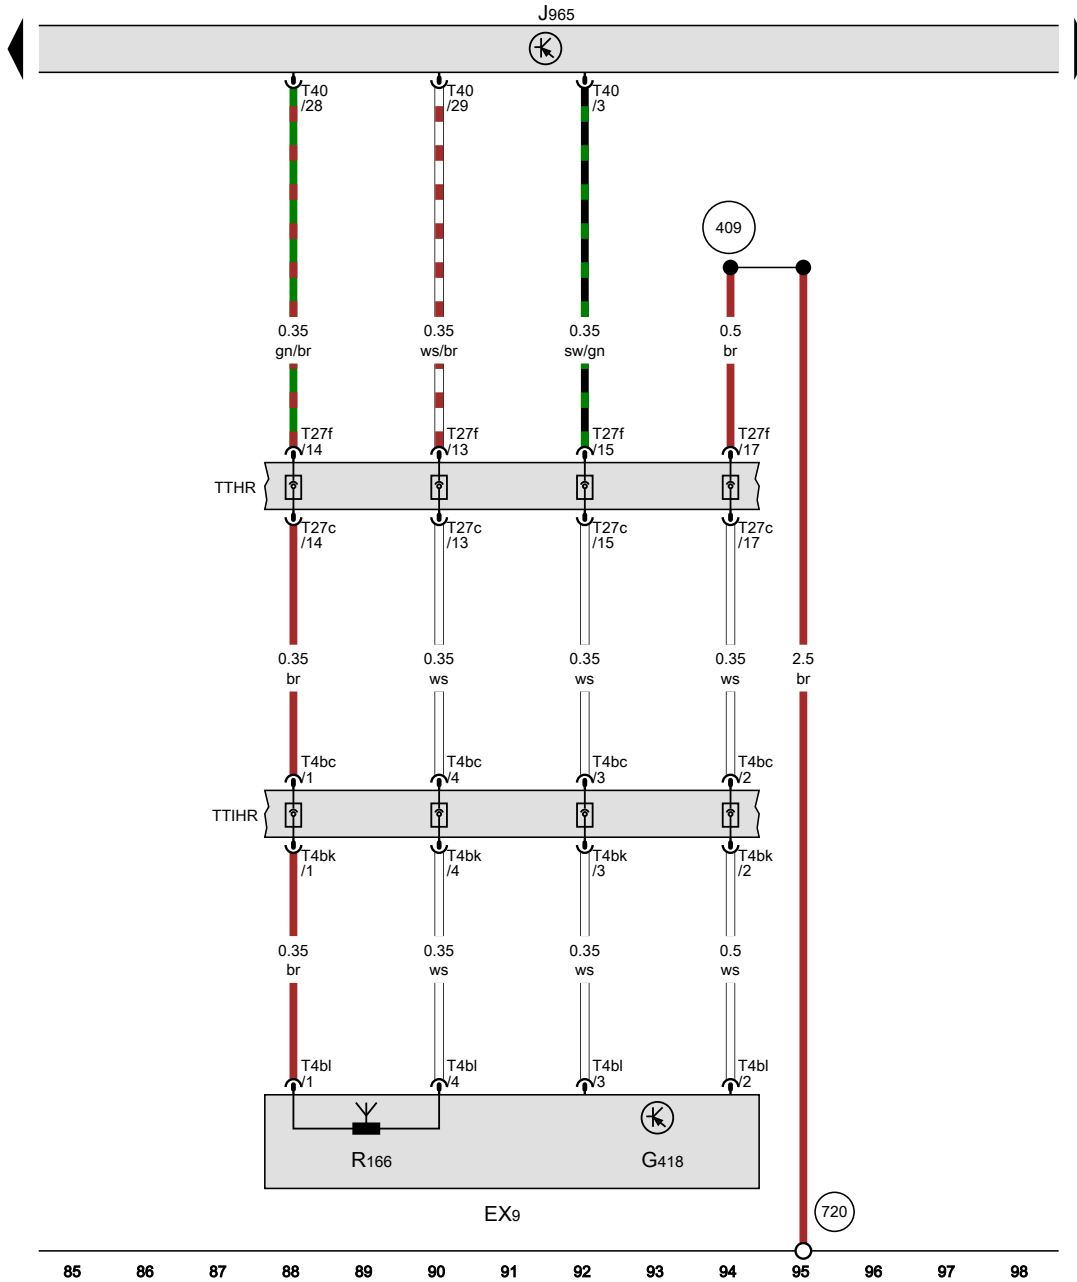 J965
T40 T40 T40
/28 /29 /3
409
0.35 0.35 0.35 0.5
gn/br ws/br sw/gn br
T27f T27f T27f T27f
/14 /13 /15 /17
TTHR
T27c T27c T27c T27c
/14 /13 /15 /17
0.35 0.35 0.35 0.35 2.5
br ws ws ws br
T4bc T4bc T4bc T4bc
/1 /4 /3 /2
TTIHR
T4bk T4bk T4bk T4bk
/1 /4 /3 /2
0.35 0.35 0.35 0.5
br ws ws ws
T4bl T4bl T4bl T4bl
/1 /4 /3 /2
R166 G418
EX9 720
85 86 87 88 89 90 91 92 93 94 95 96 97 98